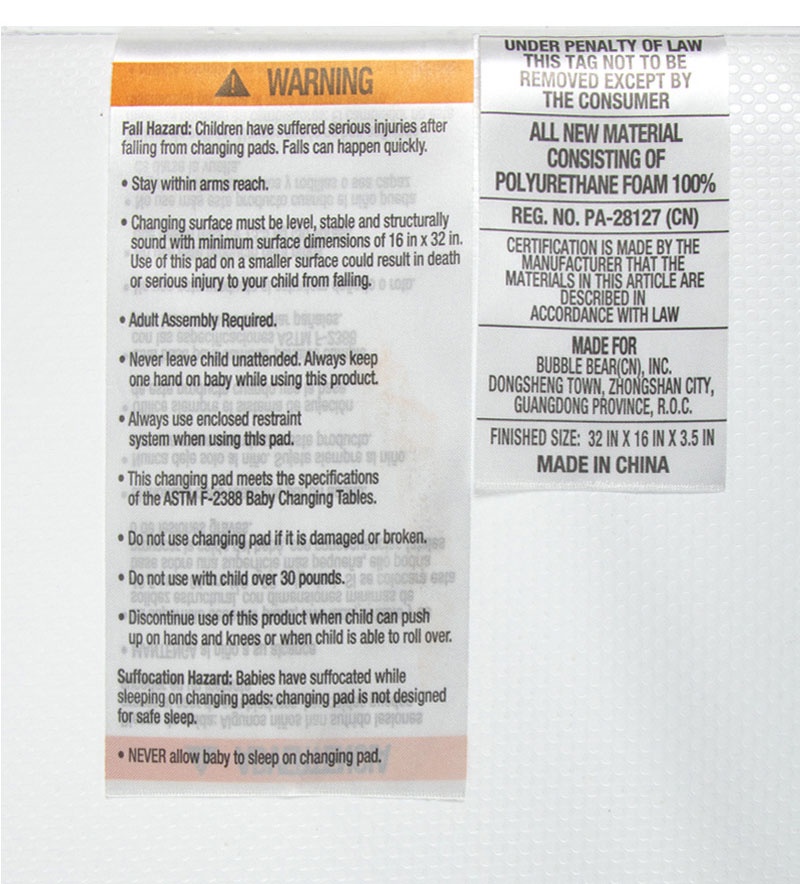 WARNING
Fall Hazard: Children have suffered serious injuries after
falling from changing pads. Falls can happen quickly.
• Stay within arms reach.
• Changing surface must be level, stable and structurally
sound with minimum surface dimensions of 16 in x 32 in.
Use of this pad on a smaller surface could result in death
or serious injury to your child from falling.
• Adult Assembly Required.
• Never leave child unattended. Always keep
one hand on baby while using this product.
• Always use enclosed restraint
system when using this pad.
• This changing pad meets the specifications
of the ASTM F-2388 Baby Changing Tables.
• Do not use changing pad if it is damaged or broken.
• Do not use with child over 30 pounds.
• Discontinue use of this product when child can push
up on hands and knees or when child is able to roll over.
Suffocation Hazard: Babies have suffocated while
sleeping on changing pads: changing pad is not designed
for safe sleep.
• NEVER allow baby to sleep on changing pad.
UNDER PENALTY OF LAW
THIS TAG NOT TO BE
REMOVED EXCEPT BY
THE CONSUMER
ALL NEW MATERIAL
CONSISTING OF
POLYURETHANE FOAM 100%
REG. NO. PA-28127 (CN)
CERTIFICATION IS MADE BY THE
MANUFACTURER THAT THE
MATERIALS IN THIS ARTICLE ARE
DESCRIBED IN
ACCORDANCE WITH LAW
MADE FOR
BUBBLE BEAR(CN), INC.
DONGSHENG TOWN, ZHONGSHAN CITY,
GUANGDONG PROVINCE, R.O.C.
FINISHED SIZE: 32 IN X 16 IN X 3.5 IN
MADE IN CHINA